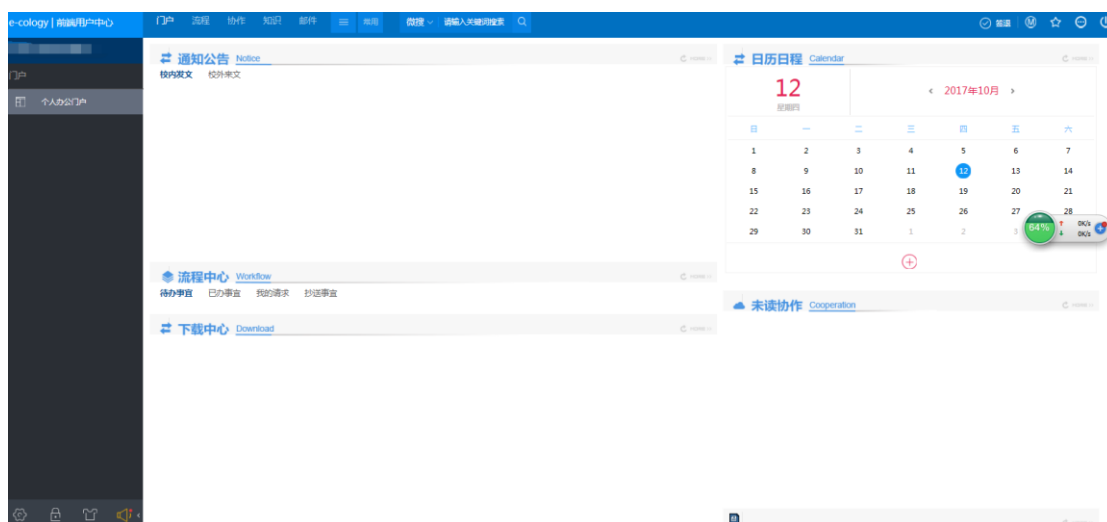 e-cology | 前端用户中心
门户 流程 协作 知识 邮件 常用 微搜 请输入关键词搜索
签退
门户
个人办公门户
通知公告 Notice
校内发文 校外来文
流程中心 Workflow
待办事宜 已办事宜 我的请求 抄送事宜
下载中心 Download
日历日程 Calendar
12
星期四
2017年10月
日 一 二 三 四 五 六
1 2 3 4 5 6 7
8 9 10 11 12 13 14
15 16 17 18 19 20 21
22 23 24 25 26 27 28
29 30 31 1 2 3
64%
0K/s
0K/s
未读协作 Cooperation